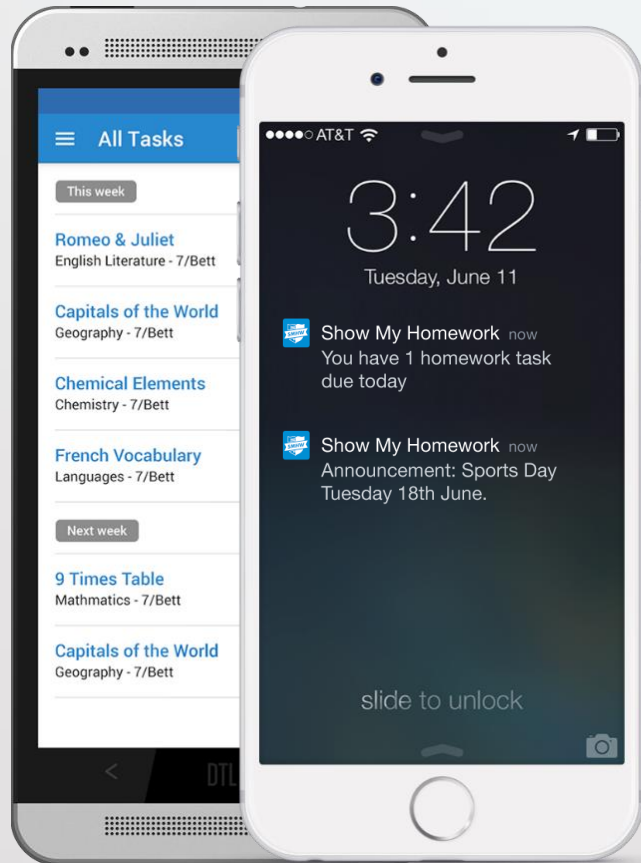 All Tasks
This week
Romeo & Juliet
English Literature - 7/Bett
Capitals of the World
Geography - 7/Bett
Chemical Elements
Chemistry - 7/Bett
French Vocabulary
Languages - 7/Bett
Next week
9 Times Table
Mathmatics - 7/Bett
Capitals of the World
Geography - 7/Bett
DTL
AT&T
3:42
Tuesday, June 11
SMHW
Show My Homework now
You have 1 homework task
due today
SMHW
Show My Homework now
Announcement: Sports Day
Tuesday 18th June.
slide to unlock